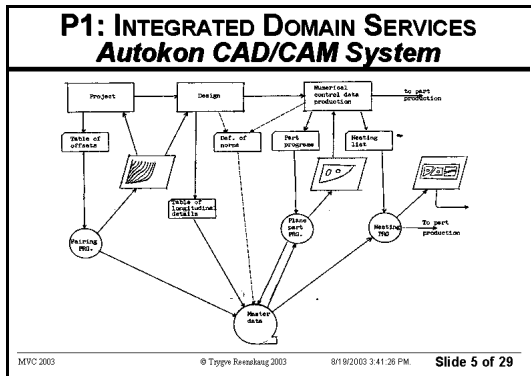 P1: INTEGRATED DOMAIN SERVICES
Autokon CAD/CAM System
Project
Design
Numerical
control data
production
to part
production
Table of
offsets
Def. of
norms
Part
programs
Nesting
list
Table of
longitudinal
details
Fairing
PRG.
Plane
part
PRG.
Nesting
PRG
To part
production
Master
data
MVC 2003
© Trygve Reenskaug 2003
8/19/2003 3:41:26 PM.
Slide 5 of 29